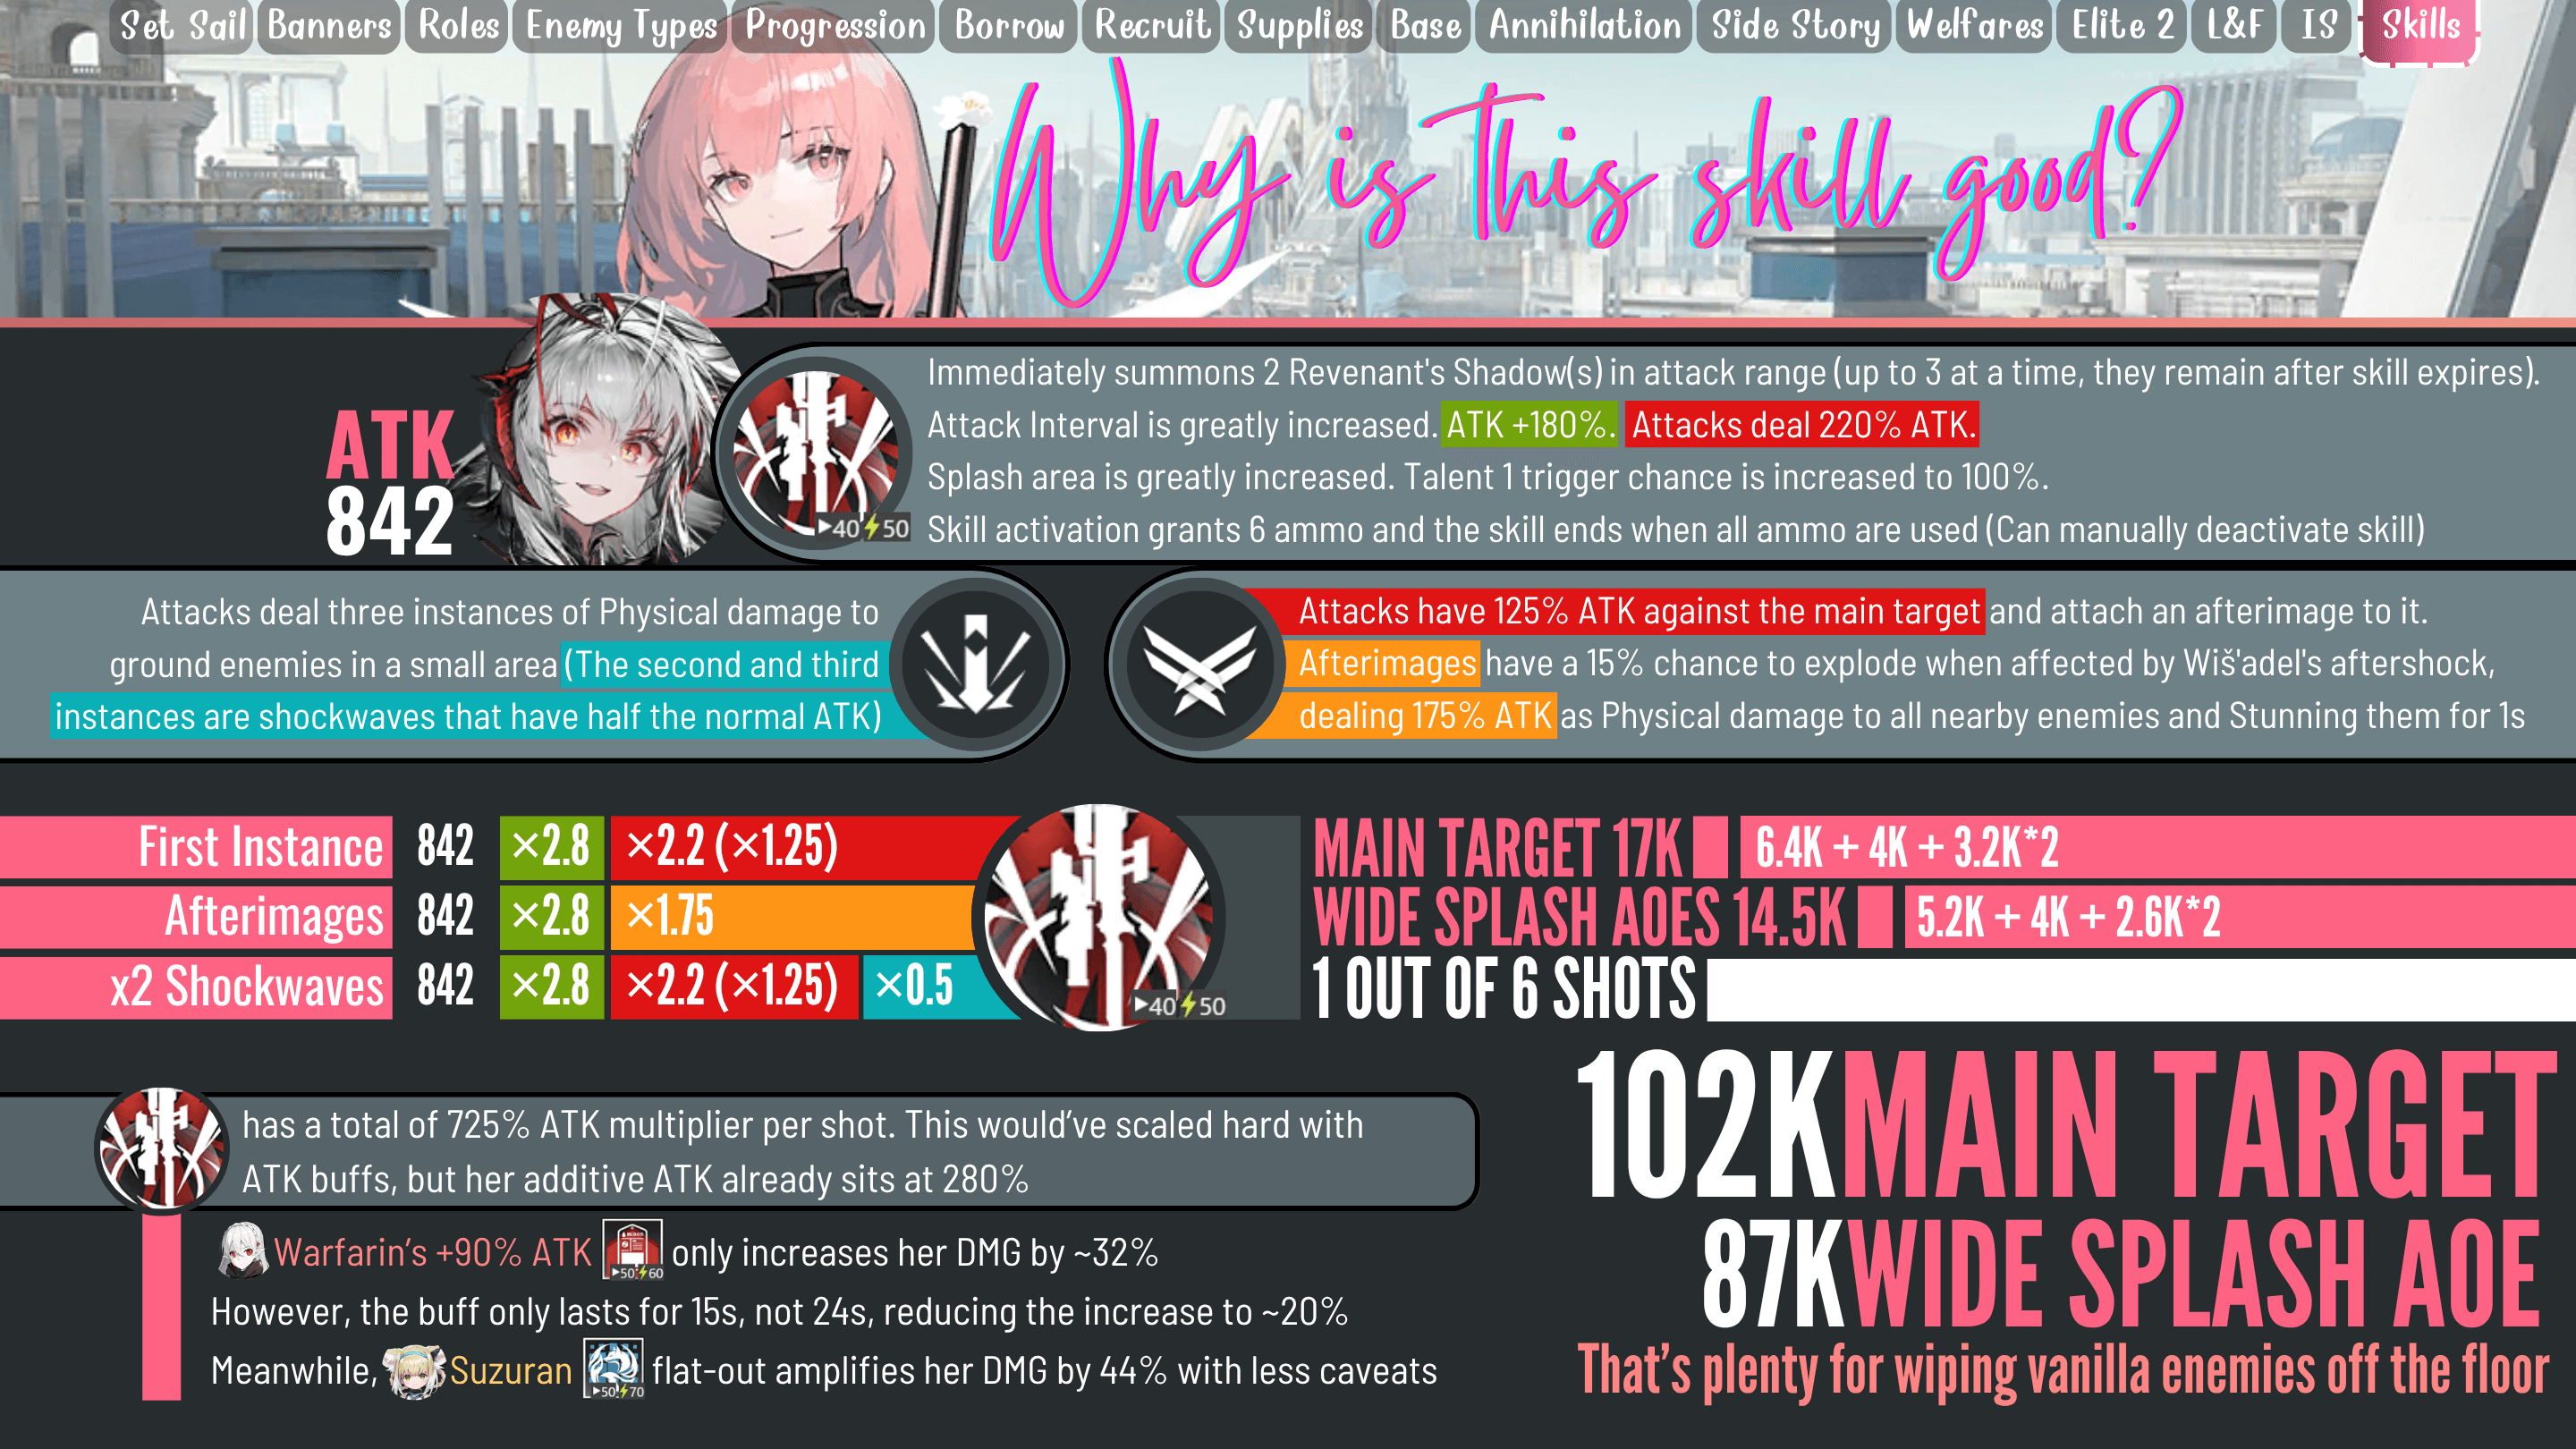 Set Sail Banners Roles Enemy Types Progression Borrow Recruit Supplies Base Annihilation Side Story Welfares Elite 2 L&F IS Skills
Why is this skill good?
ATK
842
40 50
Immediately summons 2 Revenant's Shadow(s) in attack range (up to 3 at a time, they remain after skill expires).
Attack Interval is greatly increased. ATK +180%. Attacks deal 220% ATK.
Splash area is greatly increased. Talent 1 trigger chance is increased to 100%.
Skill activation grants 6 ammo and the skill ends when all ammo are used (Can manually deactivate skill)
Attacks deal three instances of Physical damage to
ground enemies in a small area (The second and third
instances are shockwaves that have half the normal ATK)
Attacks have 125% ATK against the main target and attach an afterimage to it.
Afterimages have a 15% chance to explode when affected by Wiš'adel's aftershock,
dealing 175% ATK as Physical damage to all nearby enemies and Stunning them for 1s
First Instance 842 ×2.8 ×2.2 (×1.25)
Afterimages 842 ×2.8 ×1.75
x2 Shockwaves 842 ×2.8 ×2.2 (×1.25) ×0.5
40 50
MAIN TARGET 17K 6.4K + 4K + 3.2K*2
WIDE SPLASH AOES 14.5K 5.2K + 4K + 2.6K*2
1 OUT OF 6 SHOTS
102K MAIN TARGET
87K WIDE SPLASH AOE
That's plenty for wiping vanilla enemies off the floor
has a total of 725% ATK multiplier per shot. This would've scaled hard with
ATK buffs, but her additive ATK already sits at 280%
Warfarin's +90% ATK 50 60 only increases her DMG by ~32%
However, the buff only lasts for 15s, not 24s, reducing the increase to ~20%
Meanwhile, Suzuran 50 70 flat-out amplifies her DMG by 44% with less caveats